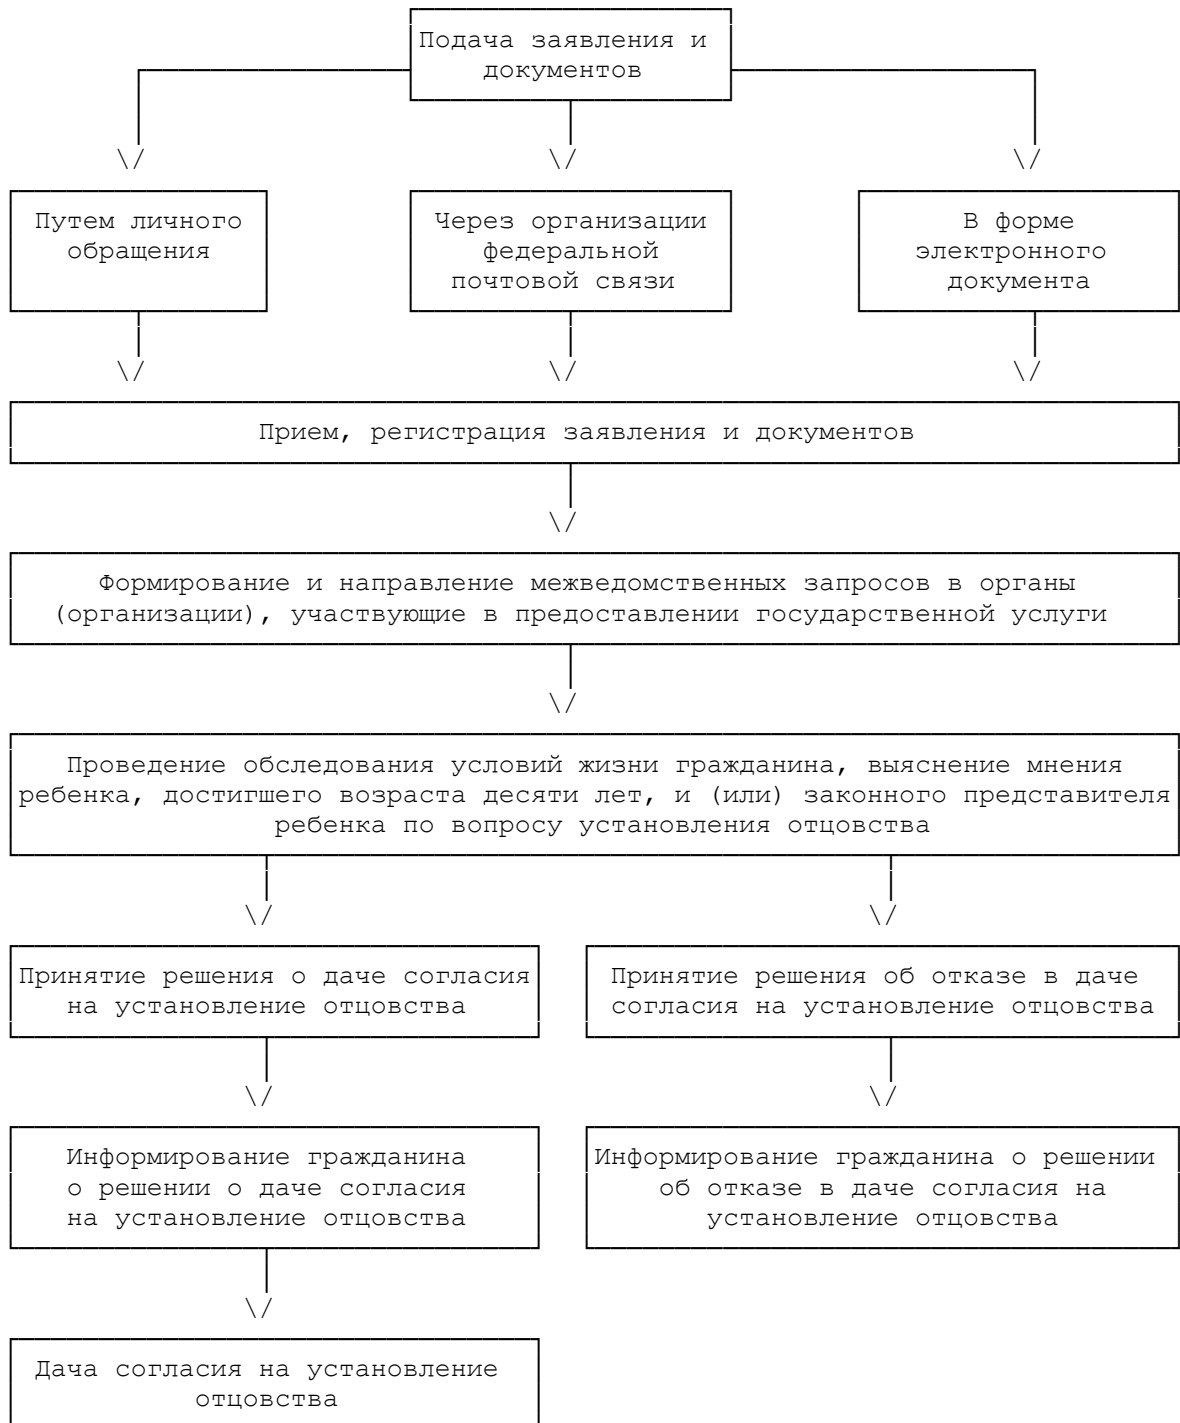 Подача заявления и
документов
Путем личного
обращения
Через организации
федеральной
почтовой связи
В форме
электронного
документа
Прием, регистрация заявления и документов
Формирование и направление межведомственных запросов в органы
(организации), участвующие в предоставлении государственной услуги
Проведение обследования условий жизни гражданина, выяснение мнения
ребенка, достигшего возраста десяти лет, и (или) законного представителя
ребенка по вопросу установления отцовства
Принятие решения о даче согласия
на установление отцовства
Принятие решения об отказе в даче
согласия на установление отцовства
Информирование гражданина
о решении о даче согласия
на установление отцовства
Информирование гражданина о решении
об отказе в даче согласия на
установление отцовства
Дача согласия на установление
отцовства